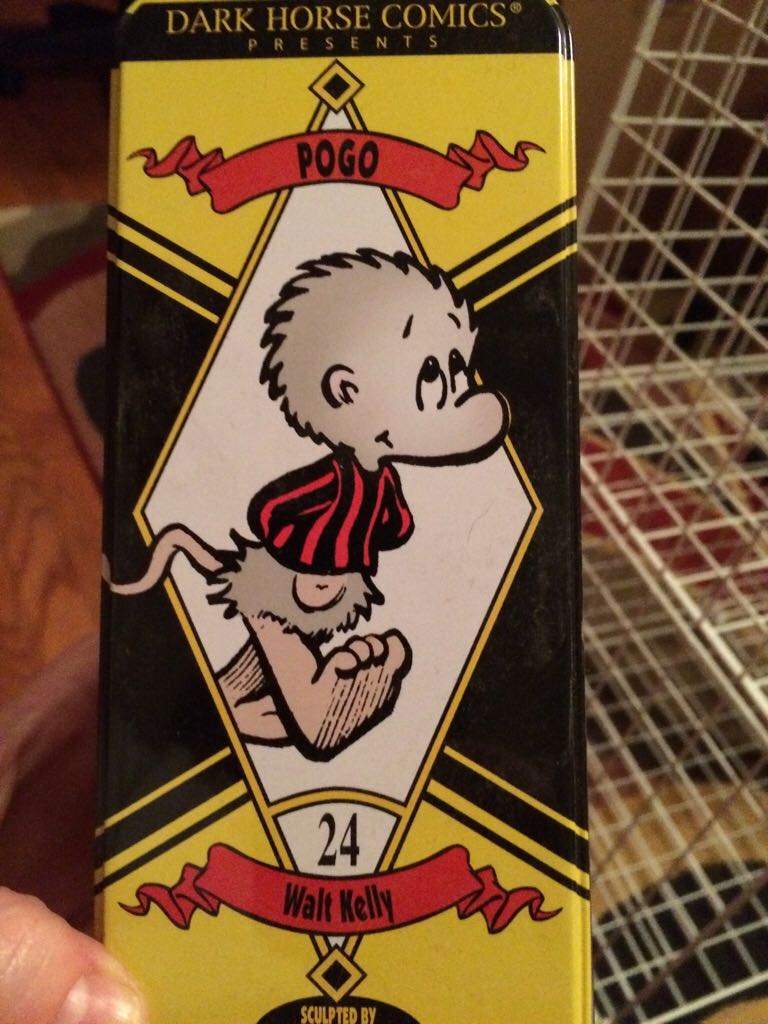 DARK HORSE COMICS®
PRESENTS
POGO
24
Walt Kelly
SCULPTED BY